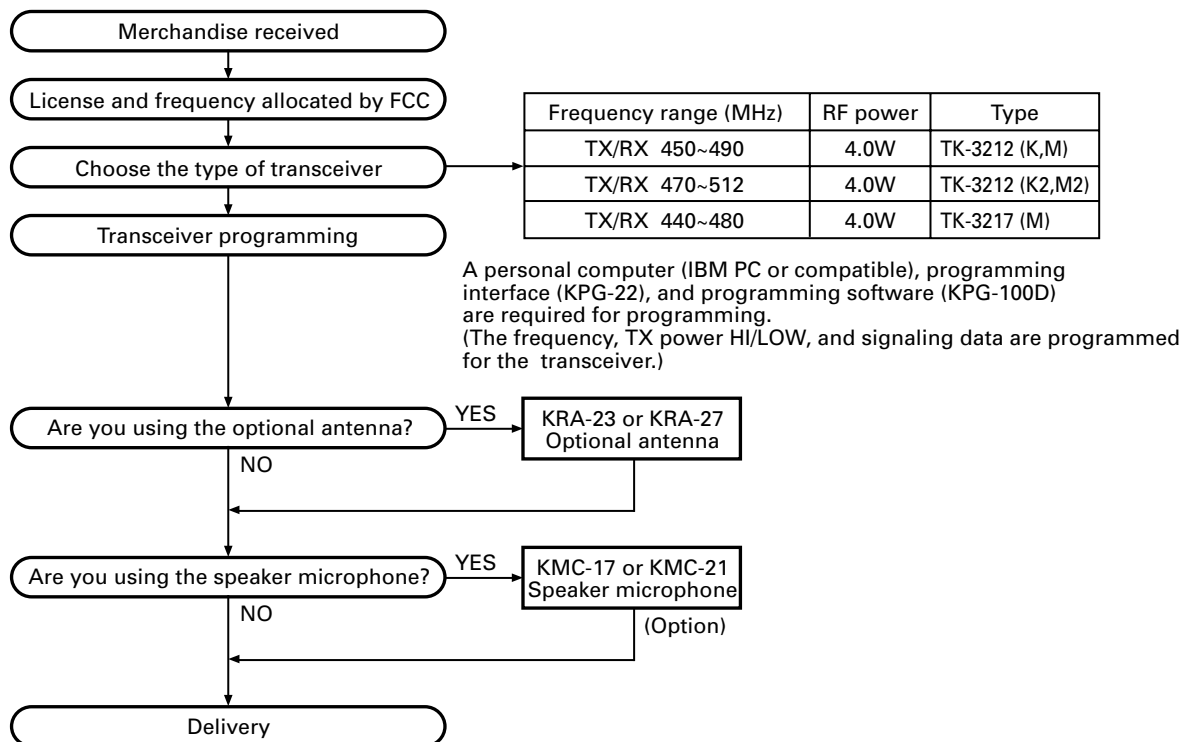 Merchandise received
License and frequency allocated by FCC
Choose the type of transceiver
Frequency range (MHz) RF power Type
TX/RX 450~490 4.0W TK-3212 (K,M)
TX/RX 470~512 4.0W TK-3212 (K2,M2)
TX/RX 440~480 4.0W TK-3217 (M)
Transceiver programming
A personal computer (IBM PC or compatible), programming
interface (KPG-22), and programming software (KPG-100D)
are required for programming.
(The frequency, TX power HI/LOW, and signaling data are programmed
for the transceiver.)
Are you using the optional antenna?
YES
KRA-23 or KRA-27
Optional antenna
NO
Are you using the speaker microphone?
YES
KMC-17 or KMC-21
Speaker microphone
(Option)
NO
Delivery